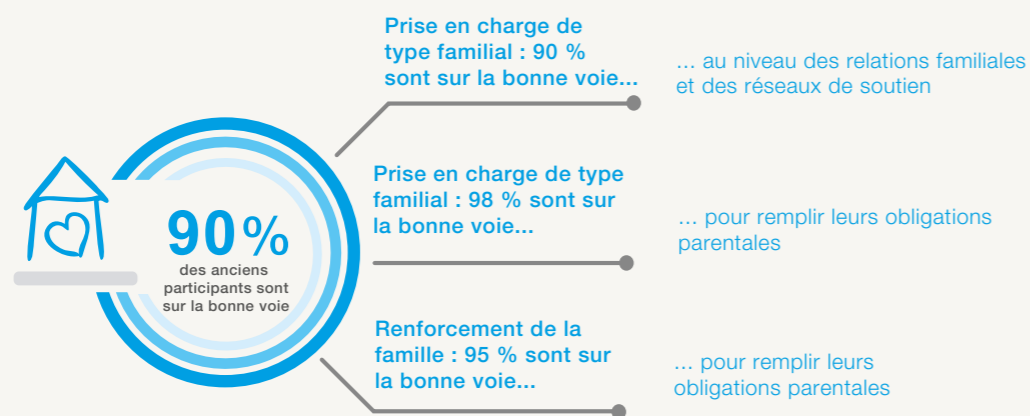 Prise en charge de
type familial : 90 %
sont sur la bonne voie...
... au niveau des relations familiales
et des réseaux de soutien
Prise en charge de type
familial : 98 % sont sur
la bonne voie...
... pour remplir leurs obligations
parentales
90%
des anciens
participants sont
sur la bonne voie
Renforcement de la
famille : 95 % sont sur
la bonne voie...
... pour remplir leurs
obligations parentales